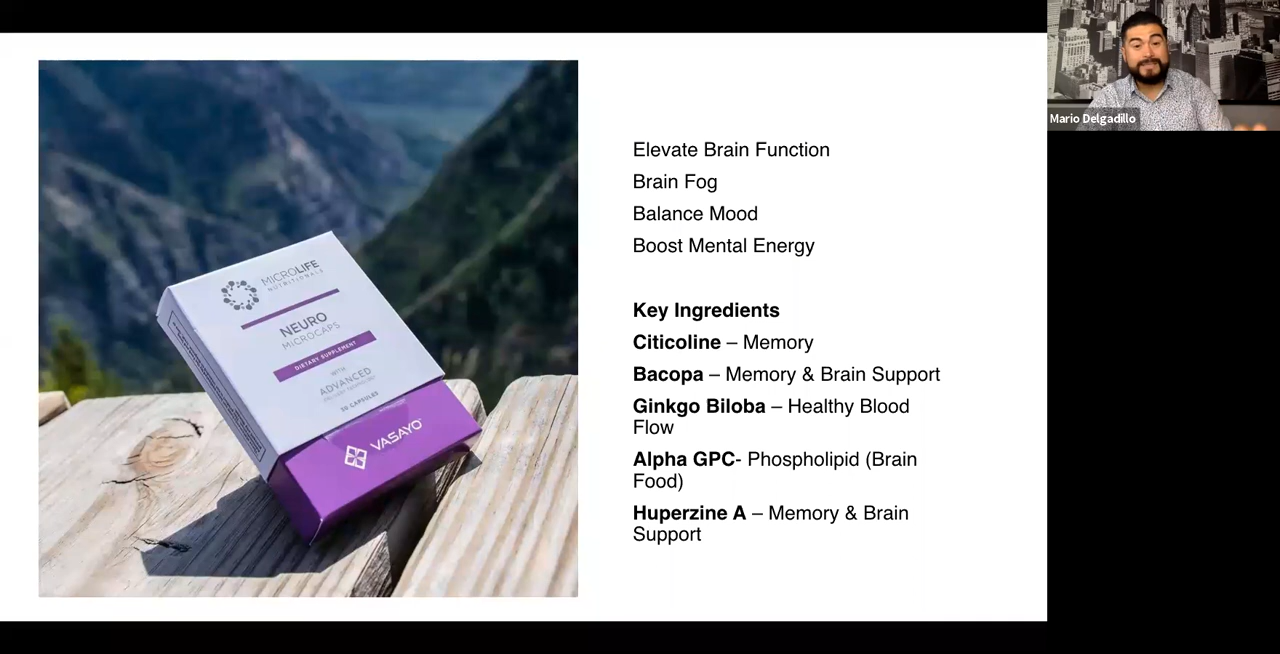 MICROLIFE
NUTRITIONALS
NEURO
MICROCAPS
DIETARY SUPPLEMENT
WITH
ADVANCED
30 CAPSULES
VASAYO
Elevate Brain Function
Brain Fog
Balance Mood
Boost Mental Energy
Key Ingredients
Citicoline – Memory
Bacopa – Memory & Brain Support
Ginkgo Biloba – Healthy Blood
Flow
Alpha GPC- Phospholipid (Brain
Food)
Huperzine A – Memory & Brain
Support
Mario Delgadillo